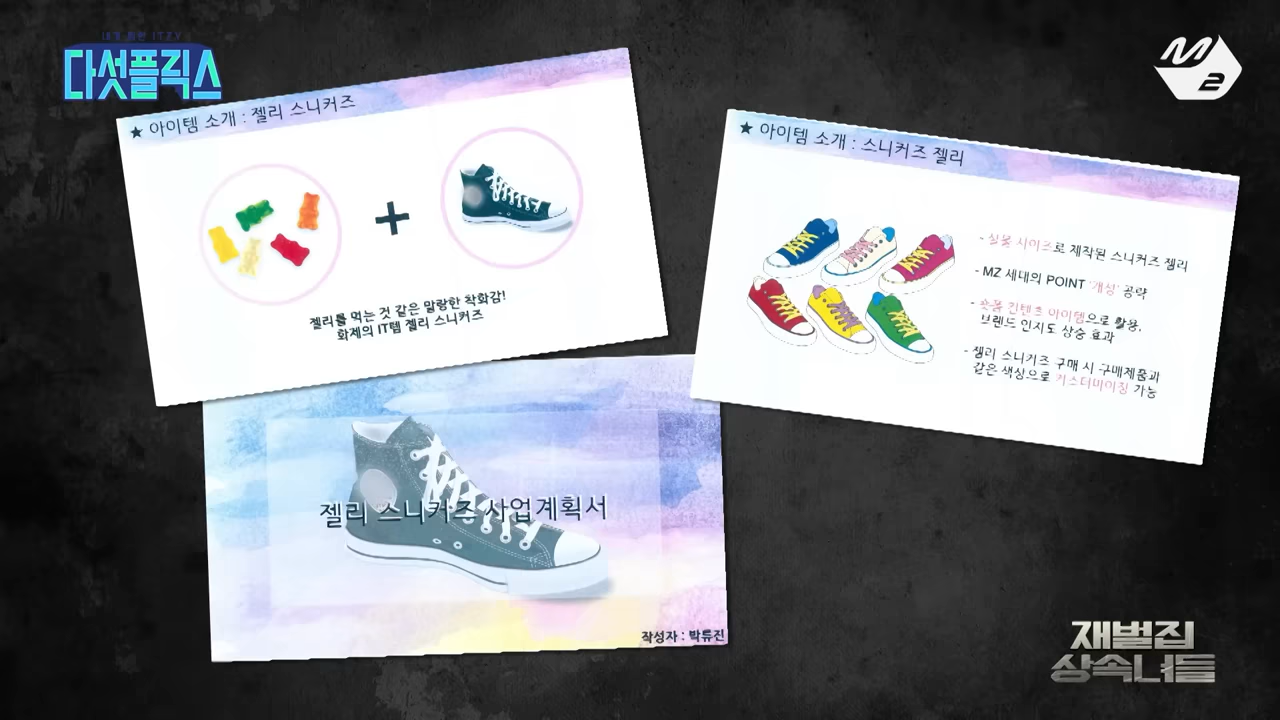 내게 빠진 ITZY
다섯플릭스
M2
★ 아이템 소개 : 젤리 스니커즈
+
젤리를 먹는 것 같은 말랑한 착화감!
화제의 IT템 젤리 스니커즈
★ 아이템 소개 : 스니커즈 젤리
- 실물 사이즈로 제작된 스니커즈 젤리
- MZ 세대의 POINT '개성' 공략
- 숏폼 컨텐츠 아이템으로 활용,
브랜드 인지도 상승 효과
- 젤리 스니커즈 구매 시 구매제품과
같은 색상으로 커스터마이징 가능
젤리 스니커즈 사업계획서
작성자 : 박류진
재벌집
상속녀들